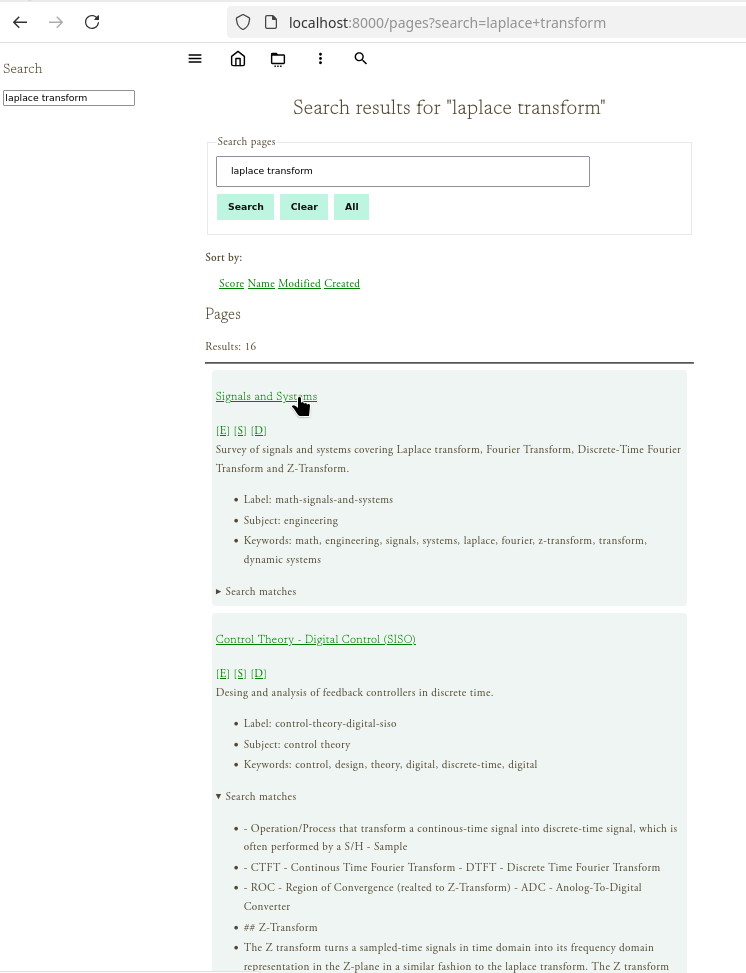 localhost:8000/pages?search=laplace+transform
Search
laplace transform
Search results for "laplace transform"
Search pages
laplace transform
Search Clear All
Sort by:
Score Name Modified Created
Pages
Results: 16
Signals and Systems
[E] [S] [D]
Survey of signals and systems covering Laplace transform, Fourier Transform, Discrete-Time Fourier
Transform and Z-Transform.
• Label: math-signals-and-systems
• Subject: engineering
• Keywords: math, engineering, signals, systems, laplace, fourier, z-transform, transform,
dynamic systems
▸ Search matches
Control Theory - Digital Control (SISO)
[E] [S] [D]
Desing and analysis of feedback controllers in discrete time.
• Label: control-theory-digital-siso
• Subject: control theory
• Keywords: control, design, theory, digital, discrete-time, digital
▾ Search matches
• - Operation/Process that transform a continous-time signal into discrete-time signal, which is
often performed by a S/H - Sample
• - CTFT - Continous Time Fourier Transform - DTFT - Discrete Time Fourier Transform
• - ROC - Region of Convergence (realted to Z-Transform) - ADC - Anolog-To-Digital
Converter
• ## Z-Transform
• The Z transform turns a sampled-time signals in time domain into its frequency domain
representation in the Z-plane in a similar fashion to the laplace transform. The Z transform